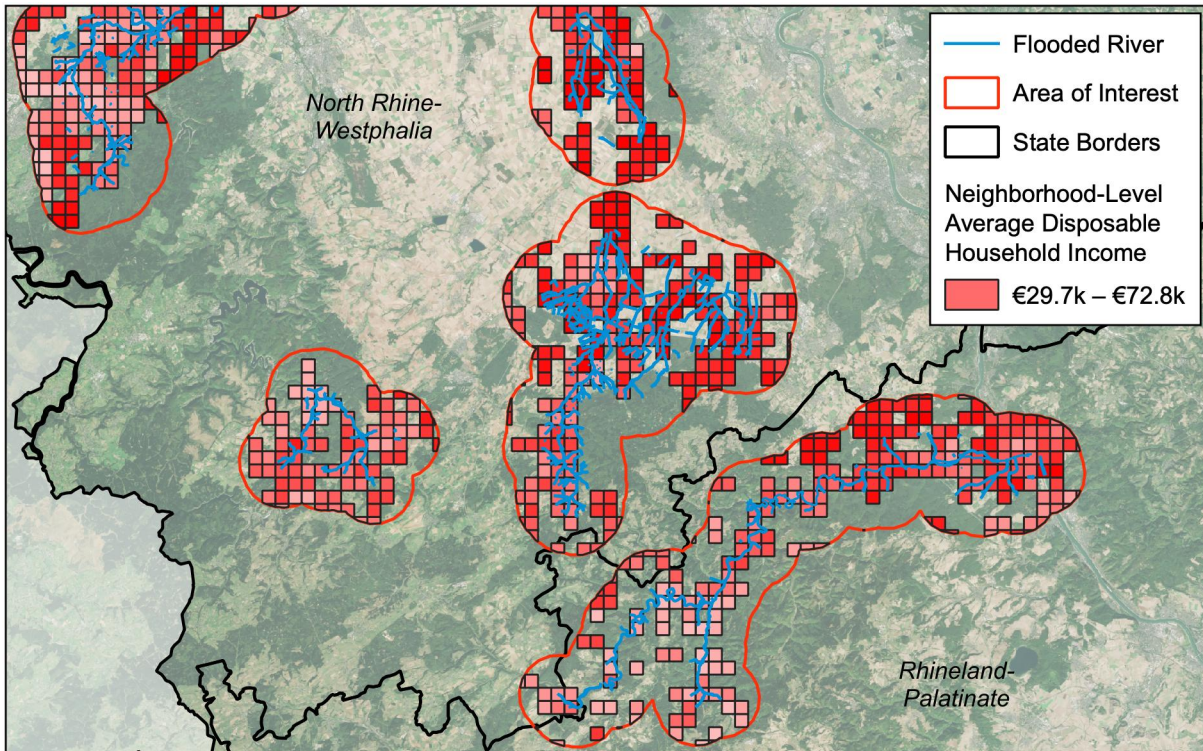 North Rhine-
Westphalia
Flooded River
Area of Interest
State Borders
Neighborhood-Level
Average Disposable
Household Income
€29.7k – €72.8k
Rhineland-
Palatinate